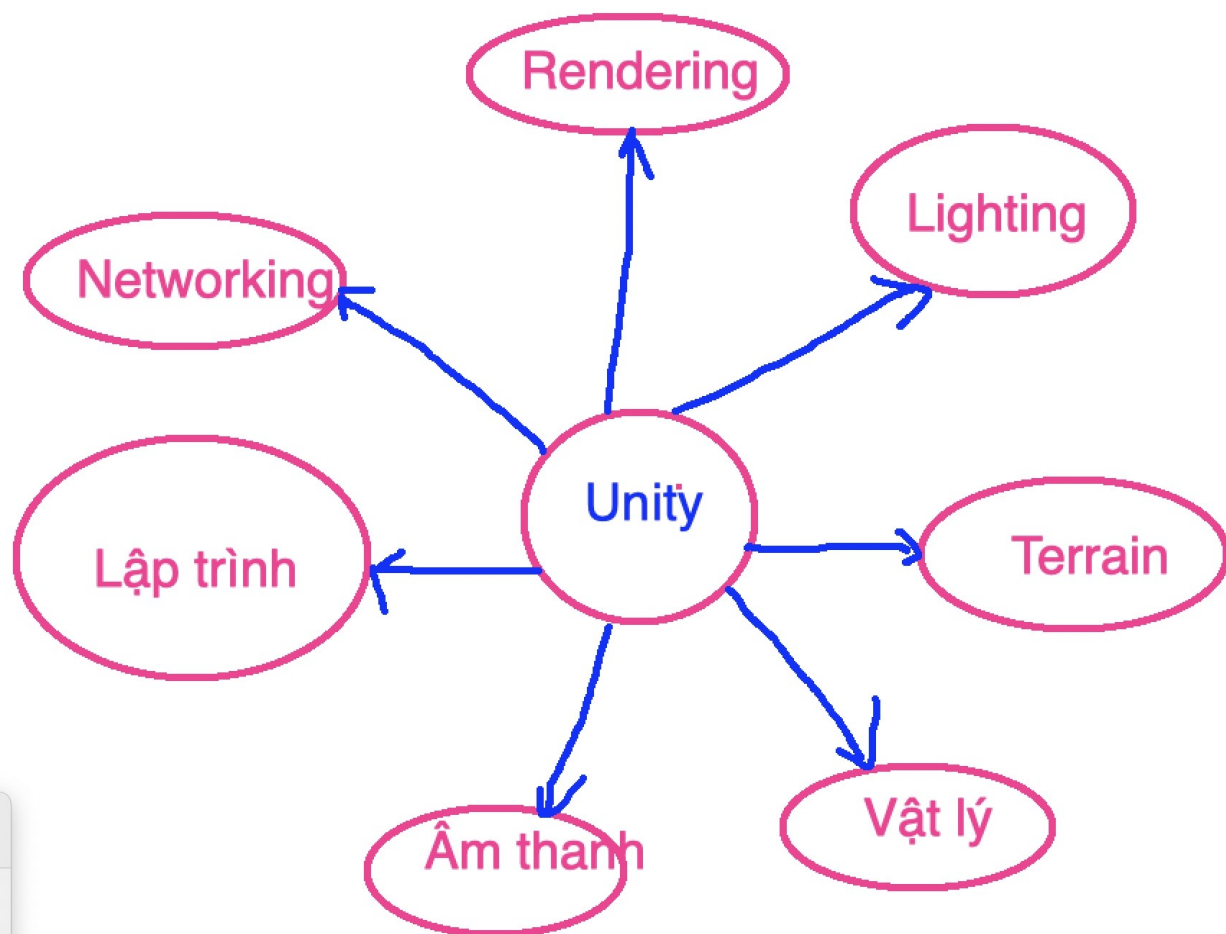 Rendering
Lighting
Networking
Unity
Lập trình
Terrain
Vật lý
Âm thanh